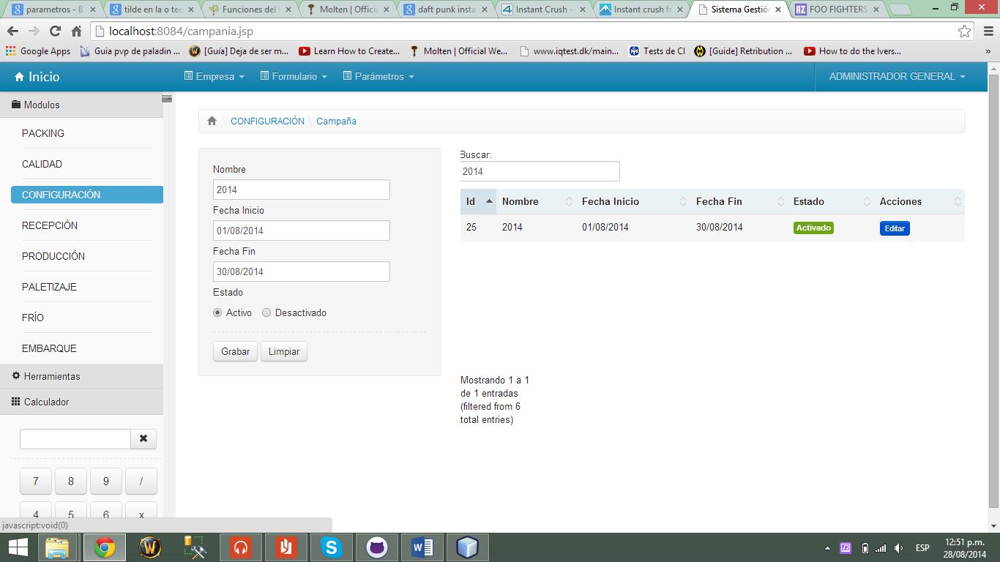 parametros - B
tilde en la o tec
Funciones del
Molten | Offici
daft punk insta
Instant Crush -
Instant crush f
Sistema Gestió
FOO FIGHTERS
localhost:8084/campania.jsp
Google Apps
Guia pvp de paladin ...
[Guía] Deja de ser m...
Learn How to Create...
Molten | Official We...
www.iqtest.dk/main...
Tests de CI
[Guide] Retribution ...
How to do the Ivers...
»
Inicio
Empresa
Formulario
Parámetros
ADMINISTRADOR GENERAL
Modulos
PACKING
CALIDAD
CONFIGURACIÓN
RECEPCIÓN
PRODUCCIÓN
PALETIZAJE
FRÍO
EMBARQUE
Herramientas
Calculador
7 8 9 /
4 5 6 x
javascript:void(0)
CONFIGURACIÓN \ Campaña
Nombre
2014
Fecha Inicio
01/08/2014
Fecha Fin
30/08/2014
Estado
Activo Desactivado
Grabar Limpiar
Buscar:
2014
Id Nombre Fecha Inicio Fecha Fin Estado Acciones
25 2014 01/08/2014 30/08/2014 Activado Editar
Mostrando 1 a 1
de 1 entradas
(filtered from 6
total entries)
ESP
12:51 p.m.
28/08/2014